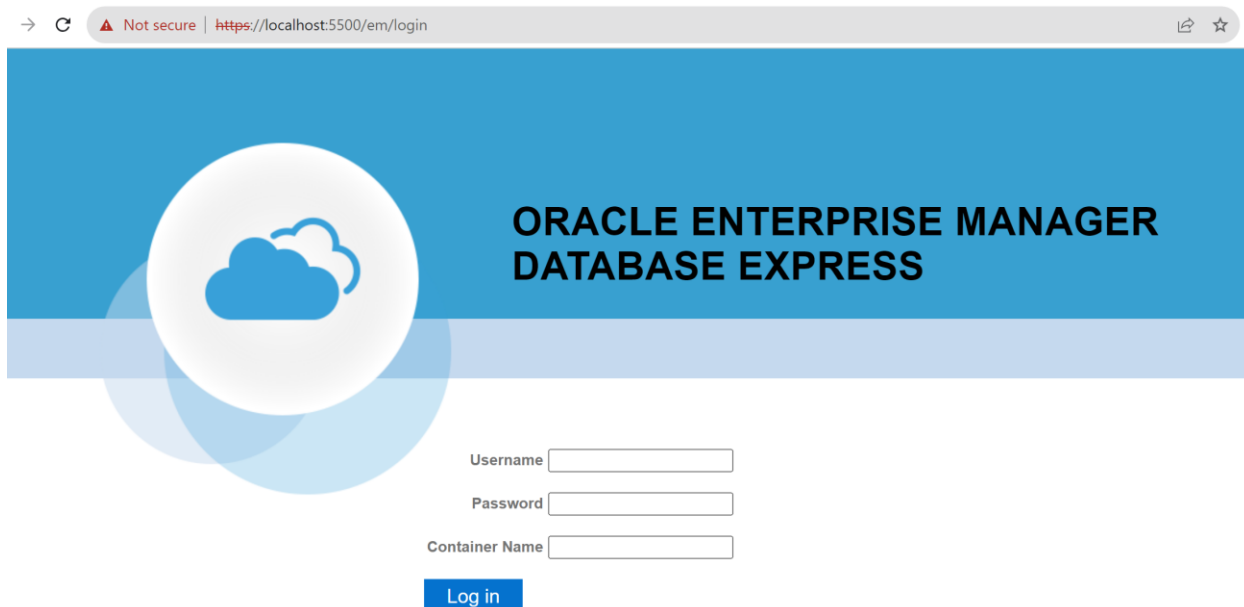 Not secure | https://localhost:5500/em/login
ORACLE ENTERPRISE MANAGER
DATABASE EXPRESS
Username
Password
Container Name
Log in